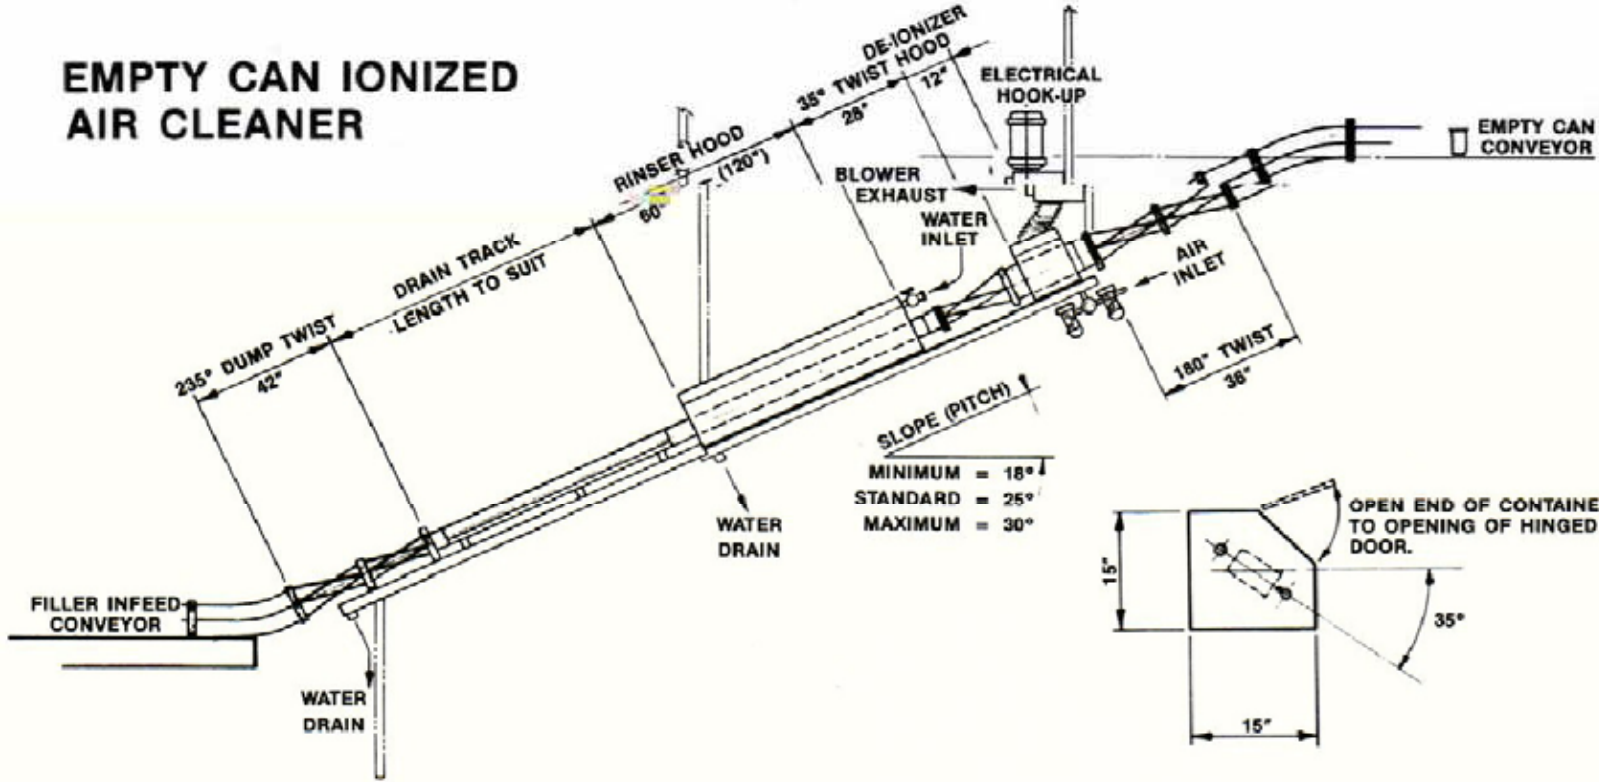 EMPTY CAN IONIZED
AIR CLEANER
DE-IONIZER
35° TWIST HOOD
12"
28"
ELECTRICAL
HOOK-UP
RINSER HOOD
(120")
60"
EMPTY CAN
CONVEYOR
BLOWER
EXHAUST
WATER
INLET
AIR
INLET
DRAIN TRACK
LENGTH TO SUIT
235° DUMP TWIST
42"
180° TWIST
36"
SLOPE (PITCH)
MINIMUM = 18°
STANDARD = 25°
MAXIMUM = 30°
WATER
DRAIN
OPEN END OF CONTAINE
TO OPENING OF HINGED
DOOR.
15"
35°
15"
FILLER INFEED
CONVEYOR
WATER
DRAIN